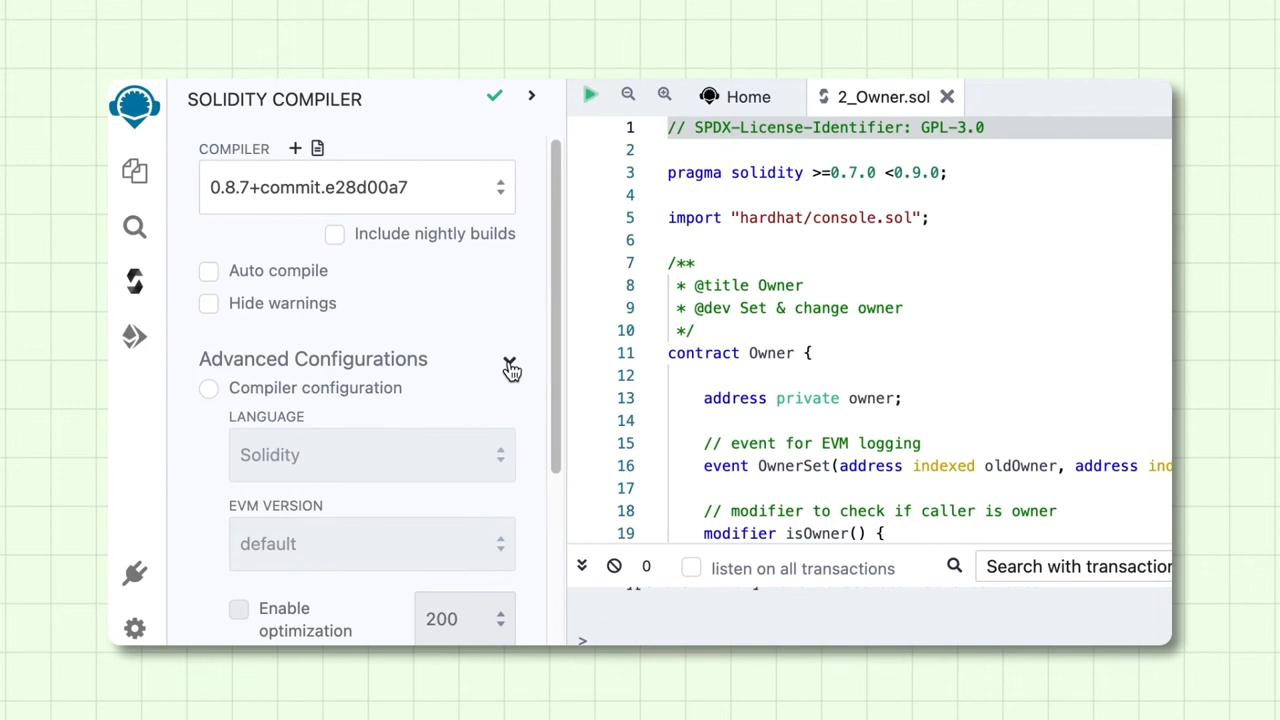 SOLIDITY COMPILER
COMPILER
0.8.7+commit.e28d00a7
Include nightly builds
Auto compile
Hide warnings
Advanced Configurations
Compiler configuration
LANGUAGE
Solidity
EVM VERSION
default
Enable optimization
200
Home
2_Owner.sol
1 // SPDX-License-Identifier: GPL-3.0
2
3 pragma solidity >=0.7.0 <0.9.0;
4
5 import "hardhat/console.sol";
6
7 /**
8 * @title Owner
9 * @dev Set & change owner
10 */
11 contract Owner {
12
13 address private owner;
14
15 // event for EVM logging
16 event OwnerSet(address indexed oldOwner, address ind
17
18 // modifier to check if caller is owner
19 modifier isOwner() {
0
listen on all transactions
Search with transaction
>